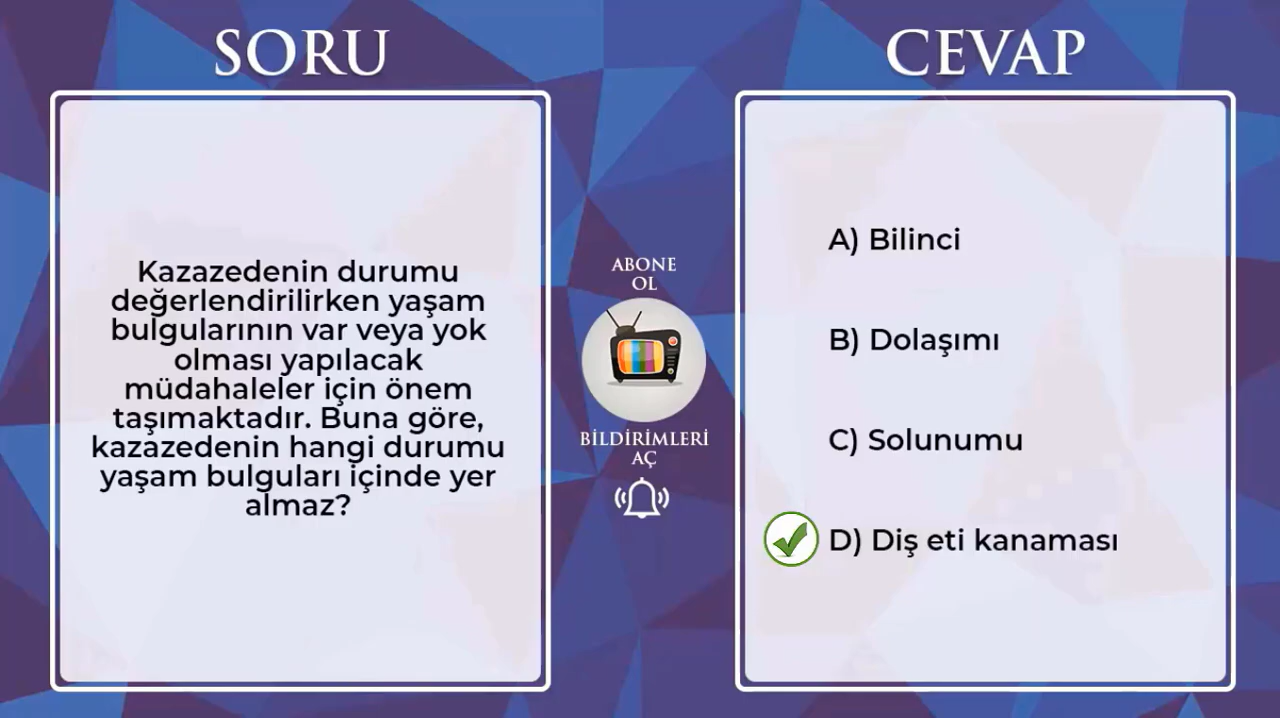 SORU
Kazazedenin durumu
değerlendirilirken yaşam
bulgularının var veya yok
olması yapılacak
müdahaleler için önem
taşımaktadır. Buna göre,
kazazedenin hangi durumu
yaşam bulguları içinde yer
almaz?
ABONE
OL
BİLDİRİMLERİ
AÇ
CEVAP
A) Bilinci
B) Dolaşımı
C) Solunumu
D) Diş eti kanaması